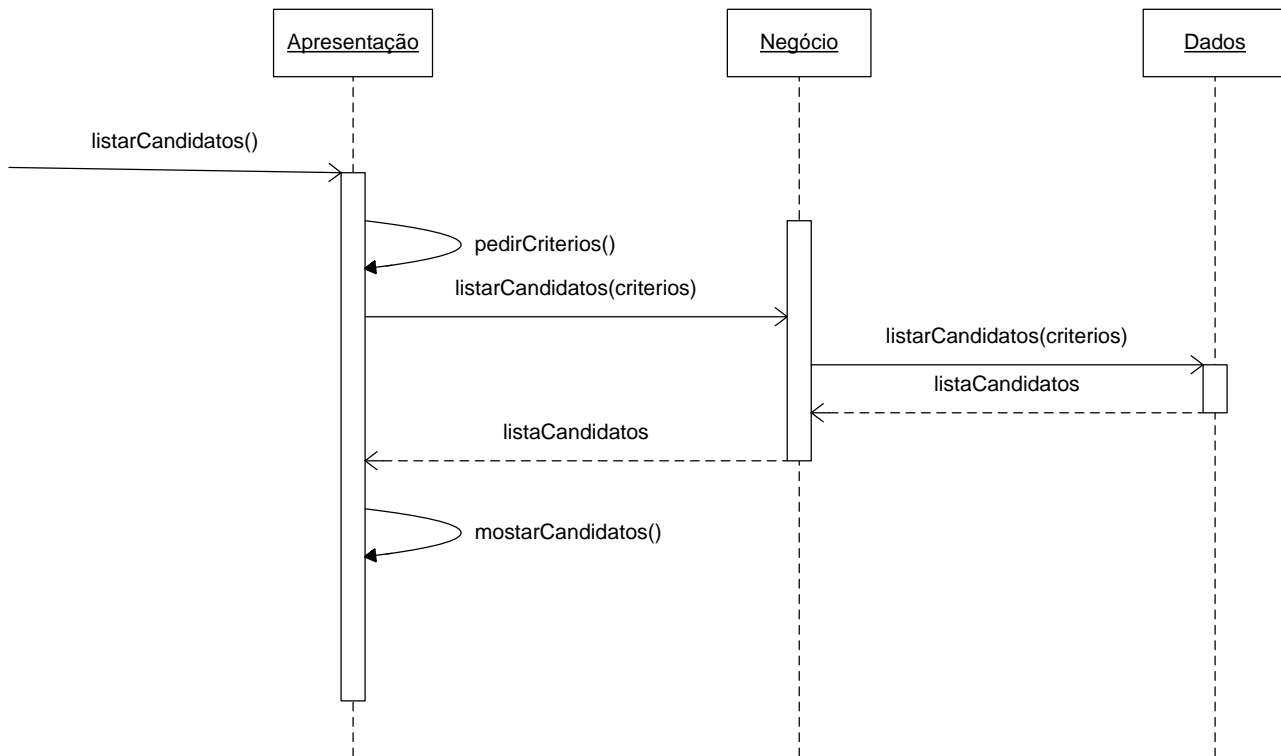 Apresentação
Negócio
Dados
listarCandidatos()
pedirCriterios()
listarCandidatos(criterios)
listarCandidatos(criterios)
listaCandidatos
listaCandidatos
mostarCandidatos()